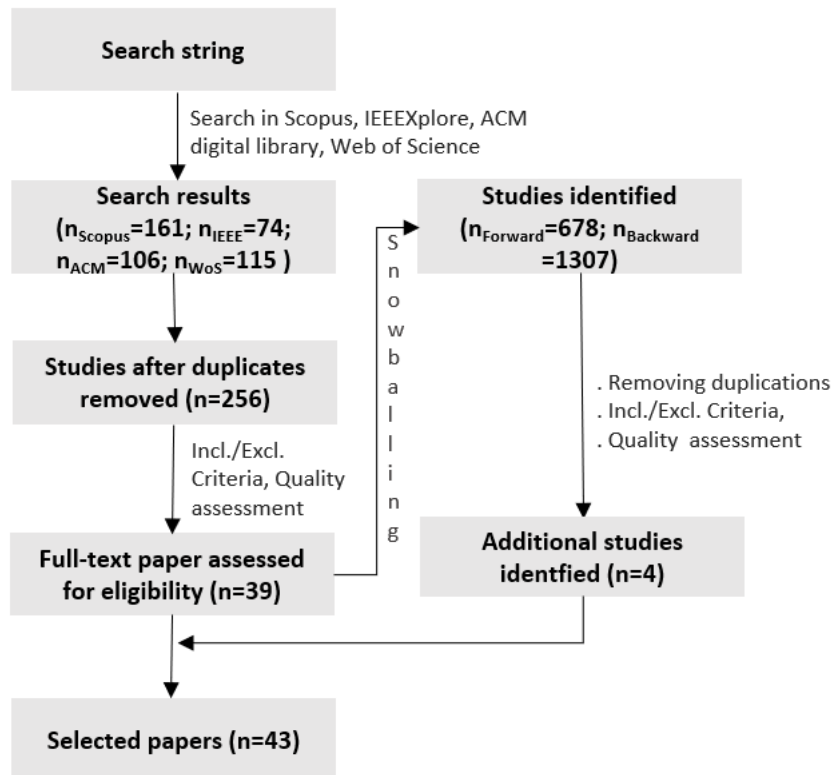 Search string
Search in Scopus, IEEEXplore, ACM
digital library, Web of Science
Search results
(nScopus=161; nIEEE=74;
nACM=106; nWoS=115 )
Studies after duplicates
removed (n=256)
Incl./Excl.
Criteria, Quality
assessment
Full-text paper assessed
for eligibility (n=39)
Snowballing
Studies identified
(nForward=678; nBackward
=1307)
. Removing duplications
. Incl./Excl. Criteria,
. Quality assessment
Additional studies
identfied (n=4)
Selected papers (n=43)